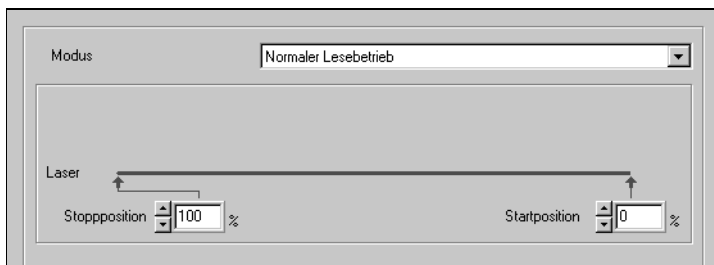 Modus Normaler Lesebetrieb
Laser
Stoppposition 100 % Startposition 0 %